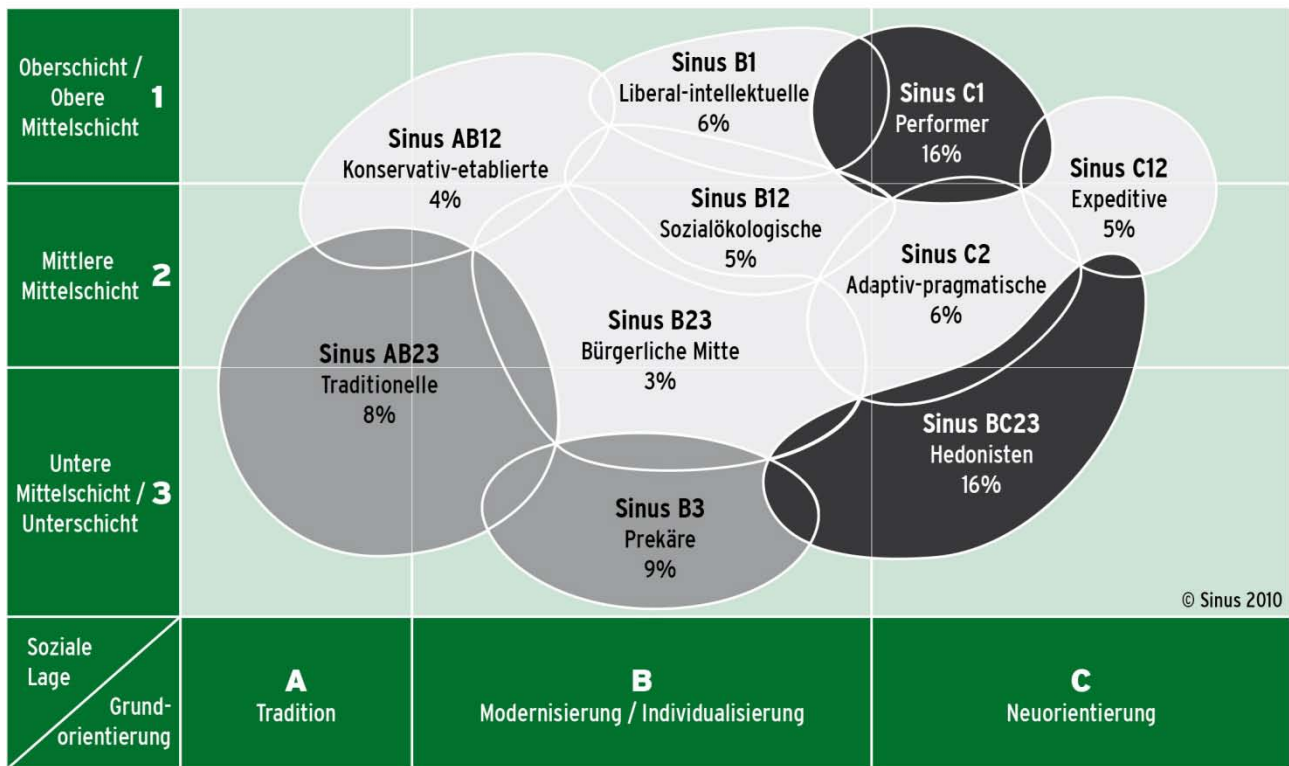 Oberschicht /
Obere
Mittelschicht
1
Sinus B1
Liberal-intellektuelle
6%
Sinus C1
Performer
16%
Sinus AB12
Konservativ-etablierte
4%
Sinus C12
Expeditive
5%
Mittlere
Mittelschicht
2
Sinus B12
Sozialökologische
5%
Sinus C2
Adaptiv-pragmatische
6%
Sinus AB23
Traditionelle
8%
Sinus B23
Bürgerliche Mitte
3%
Untere
Mittelschicht /
Unterschicht
3
Sinus BC23
Hedonisten
16%
Sinus B3
Prekäre
9%
© Sinus 2010
Soziale
Lage
Grund-
orientierung
A
Tradition
B
Modernisierung / Individualisierung
C
Neuorientierung